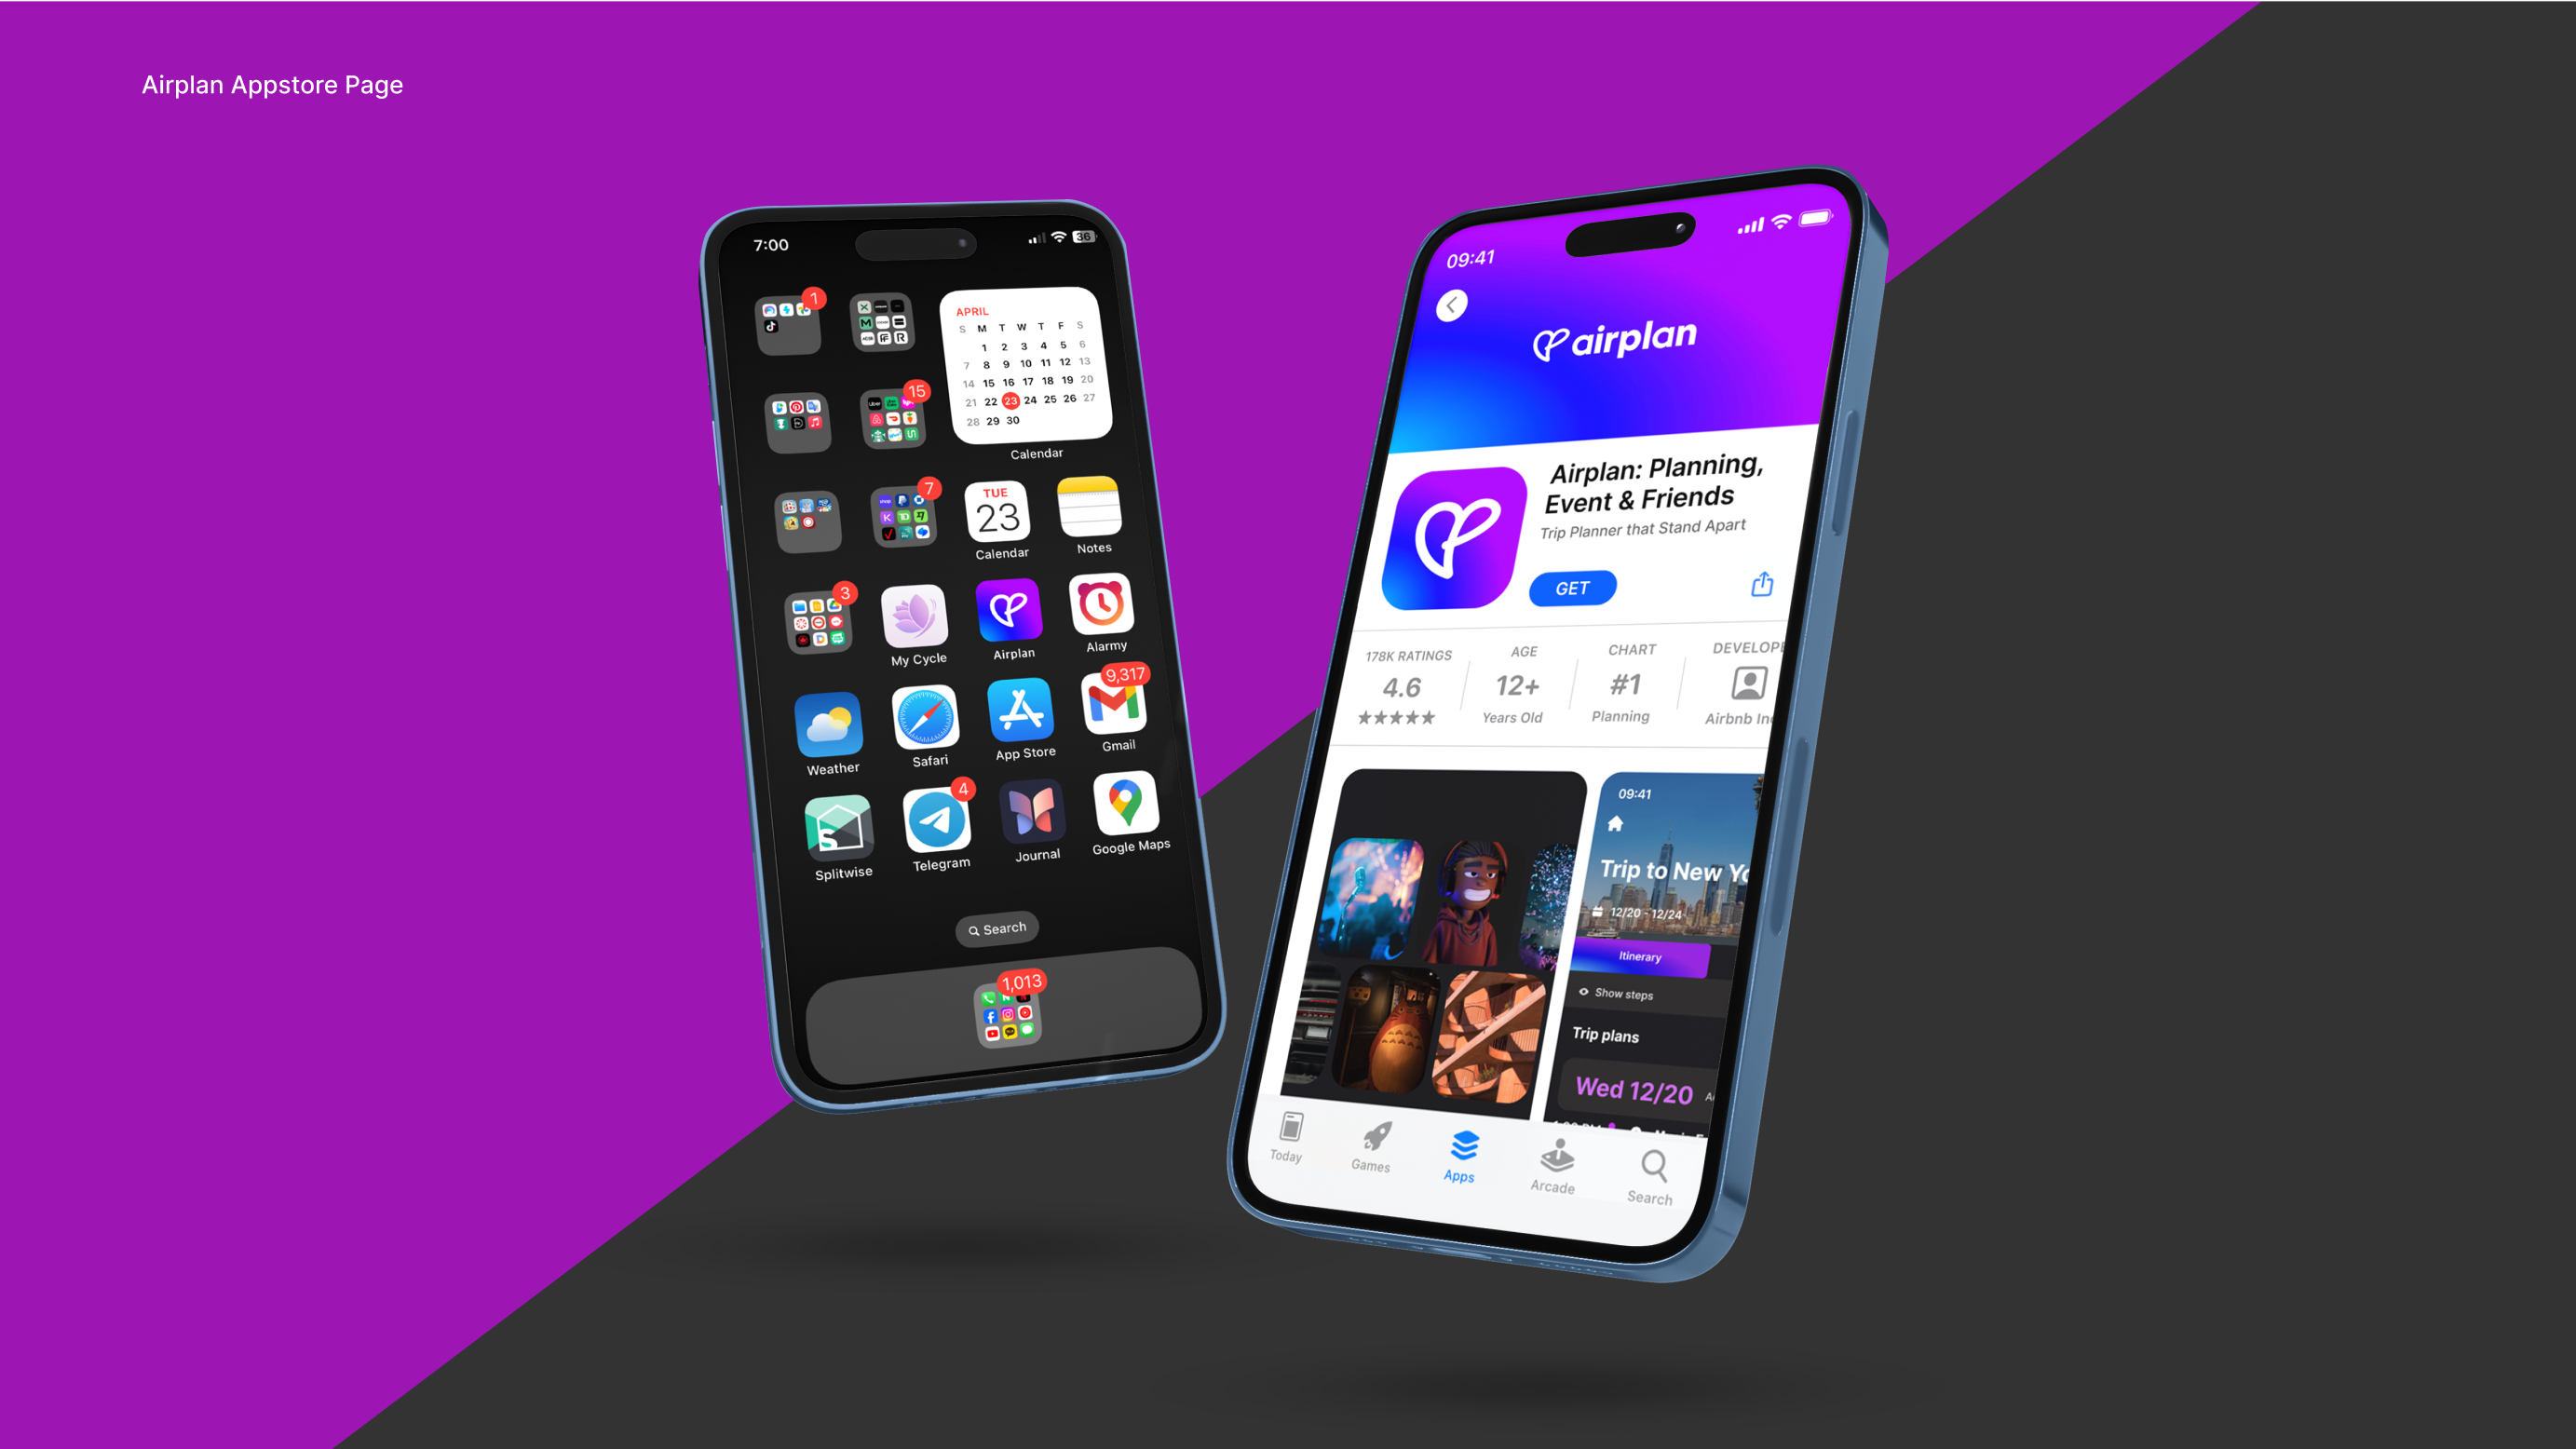 Airplan Appstore Page
7:00
36
1
15
APRIL
S M T W T F S
1 2 3 4 5 6
7 8 9 10 11 12 13
14 15 16 17 18 19 20
21 22 23 24 25 26 27
28 29 30
Calendar
7
TUE
23
Calendar
Notes
3
My Cycle
Airplan
Alarmy
Weather
Safari
App Store
9,317
Gmail
Splitwise
4
Telegram
Journal
Google Maps
Search
1,013
09:41
airplan
Airplan: Planning,
Event & Friends
Trip Planner that Stand Apart
GET
178K RATINGS
4.6
★★★★★
AGE
12+
Years Old
CHART
#1
Planning
DEVELOPE
Airbnb In
09:41
Trip to New Yo
12/20 - 12/24
Itinerary
Show steps
Trip plans
Wed 12/20
Today
Games
Apps
Arcade
Search